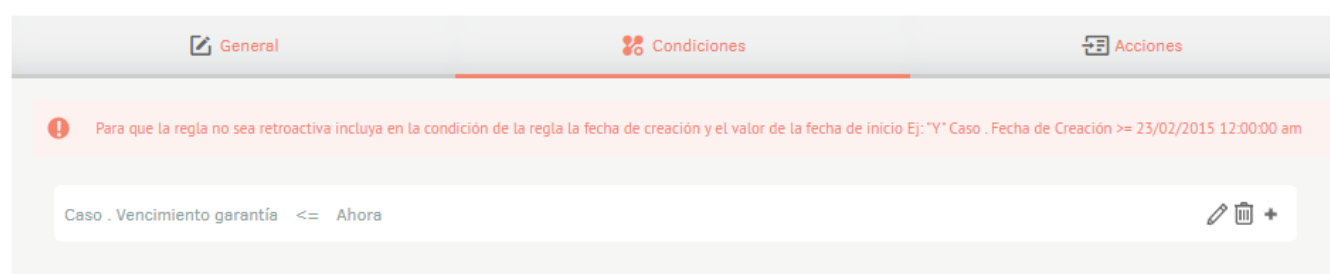 General
Condiciones
Acciones
Para que la regla no sea retroactiva incluya en la condición de la regla la fecha de creación y el valor de la fecha de inicio Ej: "Y" Caso . Fecha de Creación >= 23/02/2015 12:00:00 am
Caso . Vencimiento garantía <= Ahora